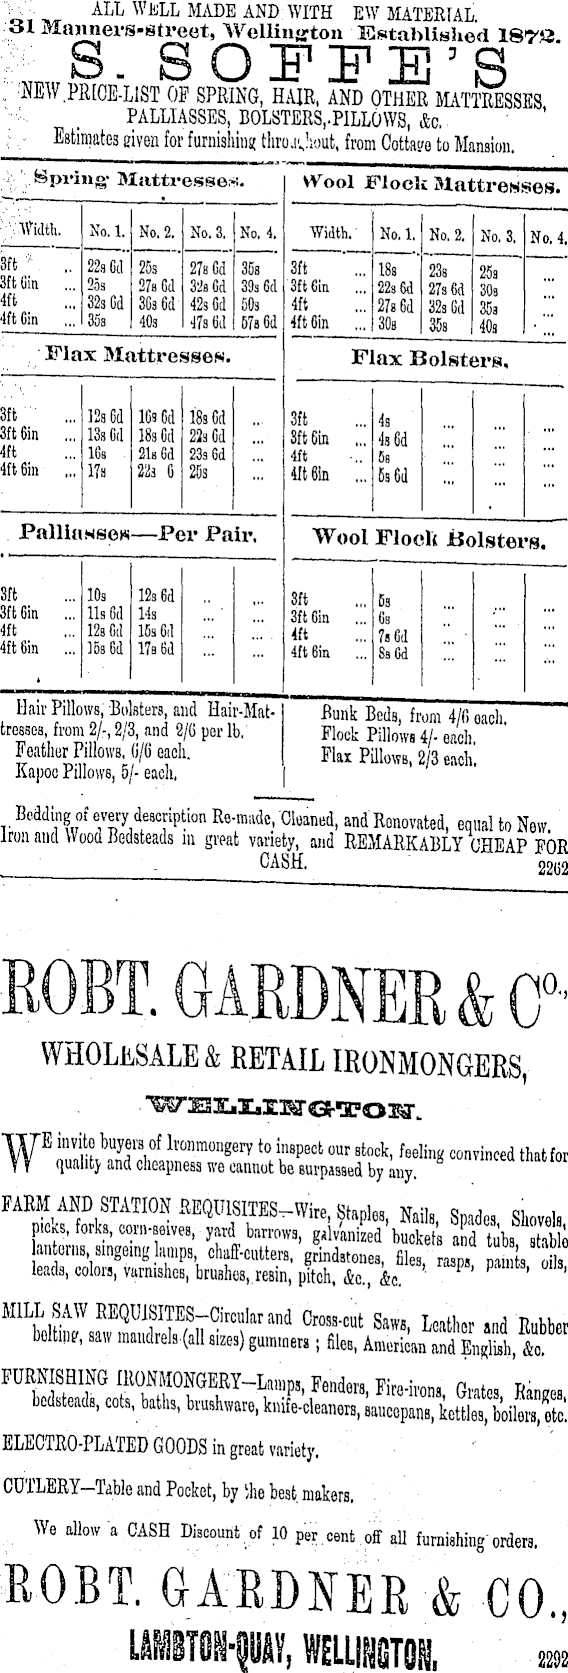 ALL WELL MADE AND WITH EW MATERIAL.
31 Manners-street, Wellington Established 1872.
S. SOFFE'S
NEW PRICE-LIST OF SPRING, HAIR, AND OTHER MATTRESSES,
PALLIASSES, BOLSTERS, PILLOWS, &c.
Estimates given for furnishing throughout, from Cottage to Mansion.
Spring Mattresses.
Width. No. 1. No. 2. No. 3. No. 4.
3ft .. 22s 6d 25s 27s 6d 35s
3ft 6in ... 25s 27s 6d 32s 6d 39s 6d
4ft ... 32s 6d 36s 6d 42s 6d 50s
4ft 6in ... 35s 40s 47s 6d 57s 6d
Wool Flock Mattresses.
Width. No. 1. No. 2. No. 3. No. 4.
3ft ... 18s 23s 25s ...
3ft 6in ... 22s 6d 27s 6d 30s ...
4ft ... 27s 6d 32s 6d 35s ...
4ft 6in ... 30s 35s 40s ...
Flax Mattresses.
3ft ... 12s 6d 16s 6d 18s 6d ...
3ft 6in ... 13s 6d 18s 6d 22s 6d ...
4ft ... 16s 21s 6d 23s 6d ...
4ft 6in ... 17s 22s 6 25s ...
Flax Bolsters.
3ft ... 4s ... ... ...
3ft 6in ... 4s 6d ... ... ...
4ft .. 5s ... ... ...
4ft 6in ... 5s 6d ... ... ...
Palliasses—Per Pair.
3ft ... 10s 12s 6d .. ...
3ft 6in ... 11s 6d 14s ... ...
4ft ... 12s 6d 15s 6d ... ...
4ft 6in ... 15s 6d 17s 6d ... ...
Wool Flock Bolsters.
3ft ... 5s ... ... ...
3ft 6in ... 6s ... ... ...
4ft ... 7s 6d ... ... ...
4ft 6in ... 8s 6d ... ... ...
Hair Pillows, Bolsters, and Hair-Mat-
tresses, from 2/-, 2/3, and 2/6 per lb.
Feather Pillows, 6/6 each.
Kapoc Pillows, 5/- each.
Bunk Beds, from 4/6 each.
Flock Pillows 4/- each.
Flax Pillows, 2/3 each.
Bedding of every description Re-made, Cleaned, and Renovated, equal to New.
Iron and Wood Bedsteads in great variety, and REMARKABLY CHEAP FOR
CASH. 2262
ROBT. GARDNER & CO.,
WHOLESALE & RETAIL IRONMONGERS,
WELLINGTON.
WE invite buyers of Ironmongery to inspect our stock, feeling convinced that for
quality and cheapness we cannot be surpassed by any.
FARM AND STATION REQUISITES—Wire, Staples, Nails, Spades, Shovels,
picks, forks, corn-seives, yard barrows, galvanized buckets and tubs, stable
lanterns, singeing lamps, chaff-cutters, grindstones, files, rasps, paints, oils,
leads, colors, varnishes, brushes, resin, pitch, &c., &c.
MILL SAW REQUISITES—Circular and Cross-cut Saws, Leather and Rubber
belting, saw mandrels (all sizes) gummers ; files, American and English, &c.
FURNISHING IRONMONGERY—Lamps, Fenders, Fire-irons, Grates, Ranges,
bedsteads, cots, baths, brushware, knife-cleaners, saucepans, kettles, boilers, etc.
ELECTRO-PLATED GOODS in great variety.
CUTLERY—Table and Pocket, by the best makers.
We allow a CASH Discount of 10 per cent off all furnishing orders.
ROBT. GARDNER & CO.,
LAMBTON-QUAY, WELLINGTON. 2292